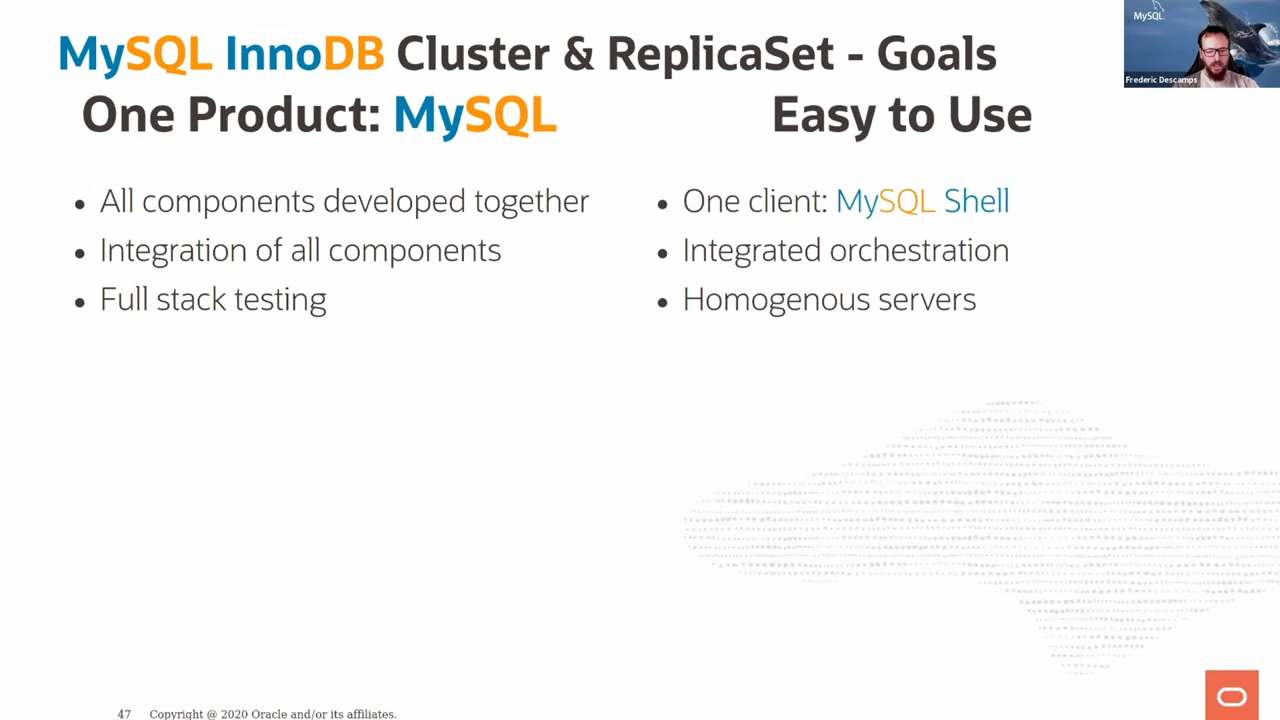 MySQL InnoDB Cluster & ReplicaSet - Goals
One Product: MySQL
All components developed together
Integration of all components
Full stack testing
Easy to Use
One client: MySQL Shell
Integrated orchestration
Homogenous servers
MySQL.
Frederic Descamps
47 Copyright @ 2020 Oracle and/or its affiliates.